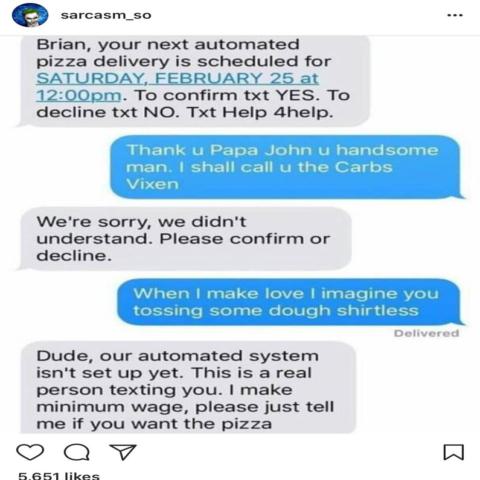 sarcasm_so
Brian, your next automated
pizza delivery is scheduled for
SATURDAY, FEBRUARY 25 at
12:00pm. To confirm txt YES. To
decline txt NO. Txt Help 4help.
Thank u Papa John u handsome
man. I shall call u the Carbs
Vixen
We're sorry, we didn't
understand. Please confirm or
decline.
When I make love I imagine you
tossing some dough shirtless
Delivered
Dude, our automated system
isn't set up yet. This is a real
person texting you. I make
minimum wage, please just tell
me if you want the pizza
5,651 likes